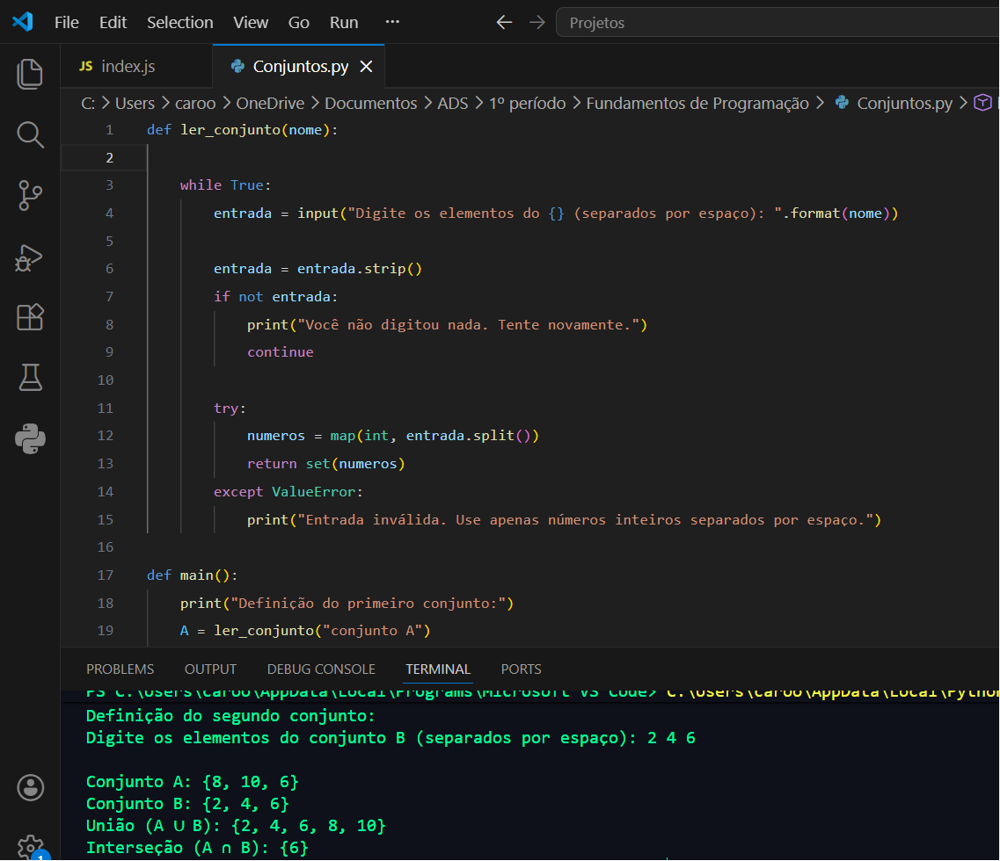 File Edit Selection View Go Run ··· Projetos
JS index.js Conjuntos.py
C: > Users > caroo > OneDrive > Documentos > ADS > 1º período > Fundamentos de Programação > Conjuntos.py >
1 def ler_conjunto(nome):
2
3 while True:
4 entrada = input("Digite os elementos do {} (separados por espaço): ".format(nome))
5
6 entrada = entrada.strip()
7 if not entrada:
8 print("Você não digitou nada. Tente novamente.")
9 continue
10
11 try:
12 numeros = map(int, entrada.split())
13 return set(numeros)
14 except ValueError:
15 print("Entrada inválida. Use apenas números inteiros separados por espaço.")
16
17 def main():
18 print("Definição do primeiro conjunto:")
19 A = ler_conjunto("conjunto A")
PROBLEMS OUTPUT DEBUG CONSOLE TERMINAL PORTS
PS C:\Users\caroo\AppData\Local\Programs\Microsoft VS Code> C:\Users\caroo\AppData\Local\Python
Definição do segundo conjunto:
Digite os elementos do conjunto B (separados por espaço): 2 4 6
Conjunto A: {8, 10, 6}
Conjunto B: {2, 4, 6}
União (A ∪ B): {2, 4, 6, 8, 10}
Interseção (A ∩ B): {6}
1